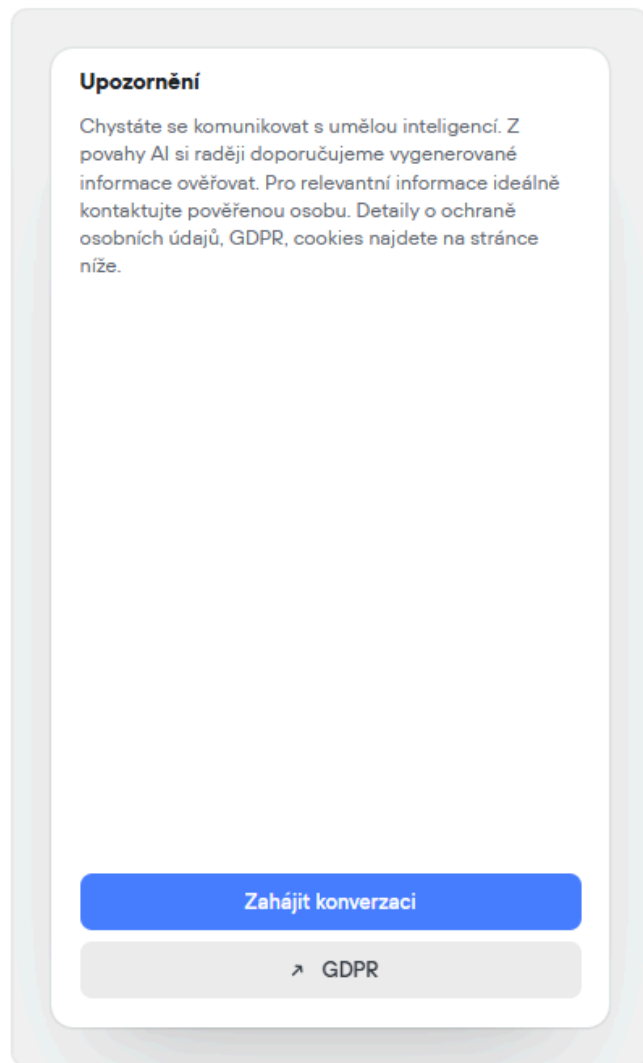 Upozornění
Chystáte se komunikovat s umělou inteligencí. Z
povahy AI si raději doporučujeme vygenerované
informace ověřovat. Pro relevantní informace ideálně
kontaktujte pověřenou osobu. Detaily o ochraně
osobních údajů, GDPR, cookies najdete na stránce
níže.
Zahájit konverzaci
GDPR